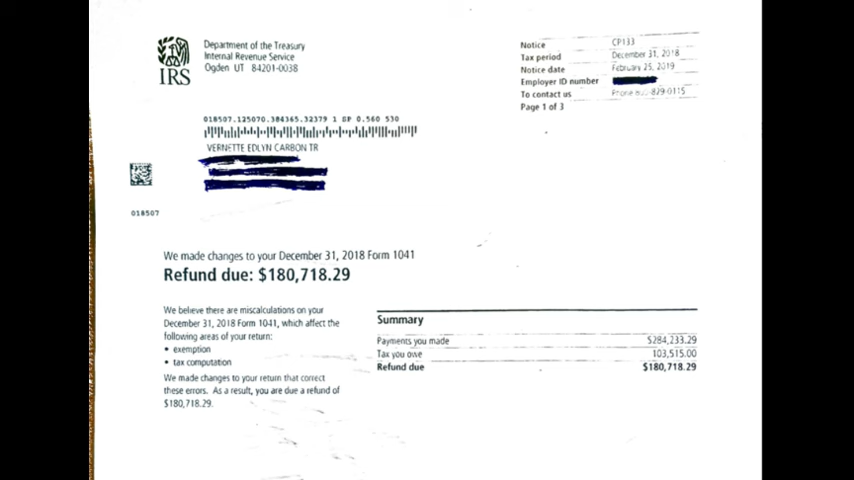 Department of the Treasury
Internal Revenue Service
Ogden UT 84201-0038
IRS
Notice CP133
Tax period December 31, 2018
Notice date February 25, 2019
Employer ID number
To contact us Phone 829-0115
Page 1 of 3
018507.125070.384365.32379 1 SP 0.560 530
VERNETTE EDLYN CARBON TR
018507
We made changes to your December 31, 2018 Form 1041
Refund due: $180,718.29
We believe there are miscalculations on your
December 31, 2018 Form 1041, which affect the
following areas of your return:
• exemption
• tax computation
We made changes to your return that correct
these errors. As a result, you are due a refund of
$180,718.29.
Summary
Payments you made $284,233.29
Tax you owe 103,515.00
Refund due $180,718.29